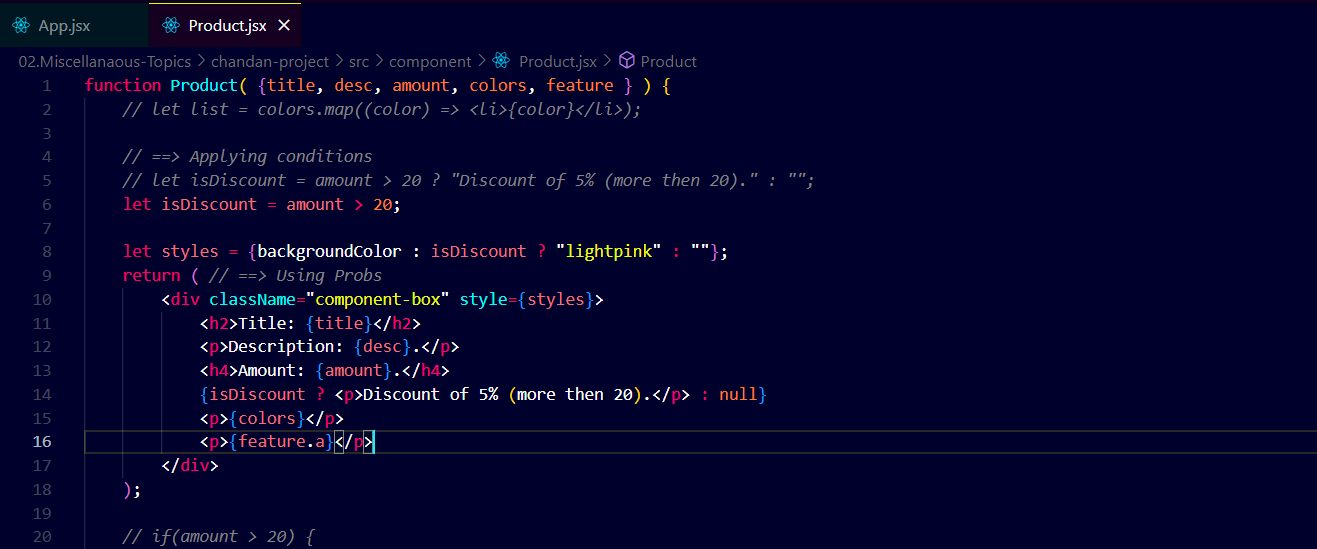 App.jsx Product.jsx ×
02.Miscellanaous-Topics > chandan-project > src > component > Product.jsx > Product
1 function Product( {title, desc, amount, colors, feature } ) {
2 // let list = colors.map((color) => <li>{color}</li>);
3
4 // ==> Applying conditions
5 // let isDiscount = amount > 20 ? "Discount of 5% (more then 20)." : "";
6 let isDiscount = amount > 20;
7
8 let styles = {backgroundColor : isDiscount ? "lightpink" : ""};
9 return ( // ==> Using Probs
10 <div className="component-box" style={styles}>
11 <h2>Title: {title}</h2>
12 <p>Description: {desc}.</p>
13 <h4>Amount: {amount}.</h4>
14 {isDiscount ? <p>Discount of 5% (more then 20).</p> : null}
15 <p>{colors}</p>
16 <p>{feature.a}</p>
17 </div>
18 );
19
20 // if(amount > 20) {